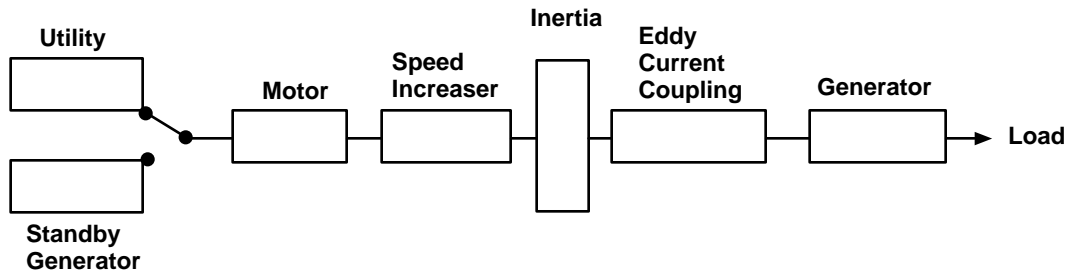 Utility
Motor
Speed
Increaser
Inertia
Eddy
Current
Coupling
Generator
Load
Standby
Generator